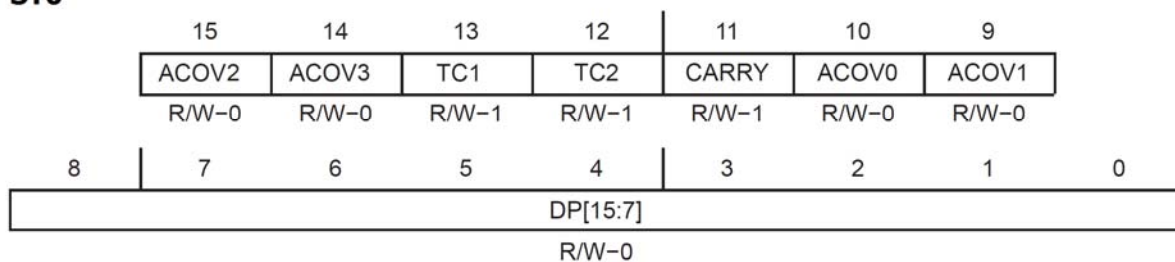 15 14 13 12 11 10 9
ACOV2 ACOV3 TC1 TC2 CARRY ACOV0 ACOV1
R/W−0 R/W−0 R/W−1 R/W−1 R/W−1 R/W−0 R/W−0
8 7 6 5 4 3 2 1 0
DP[15:7]
R/W−0